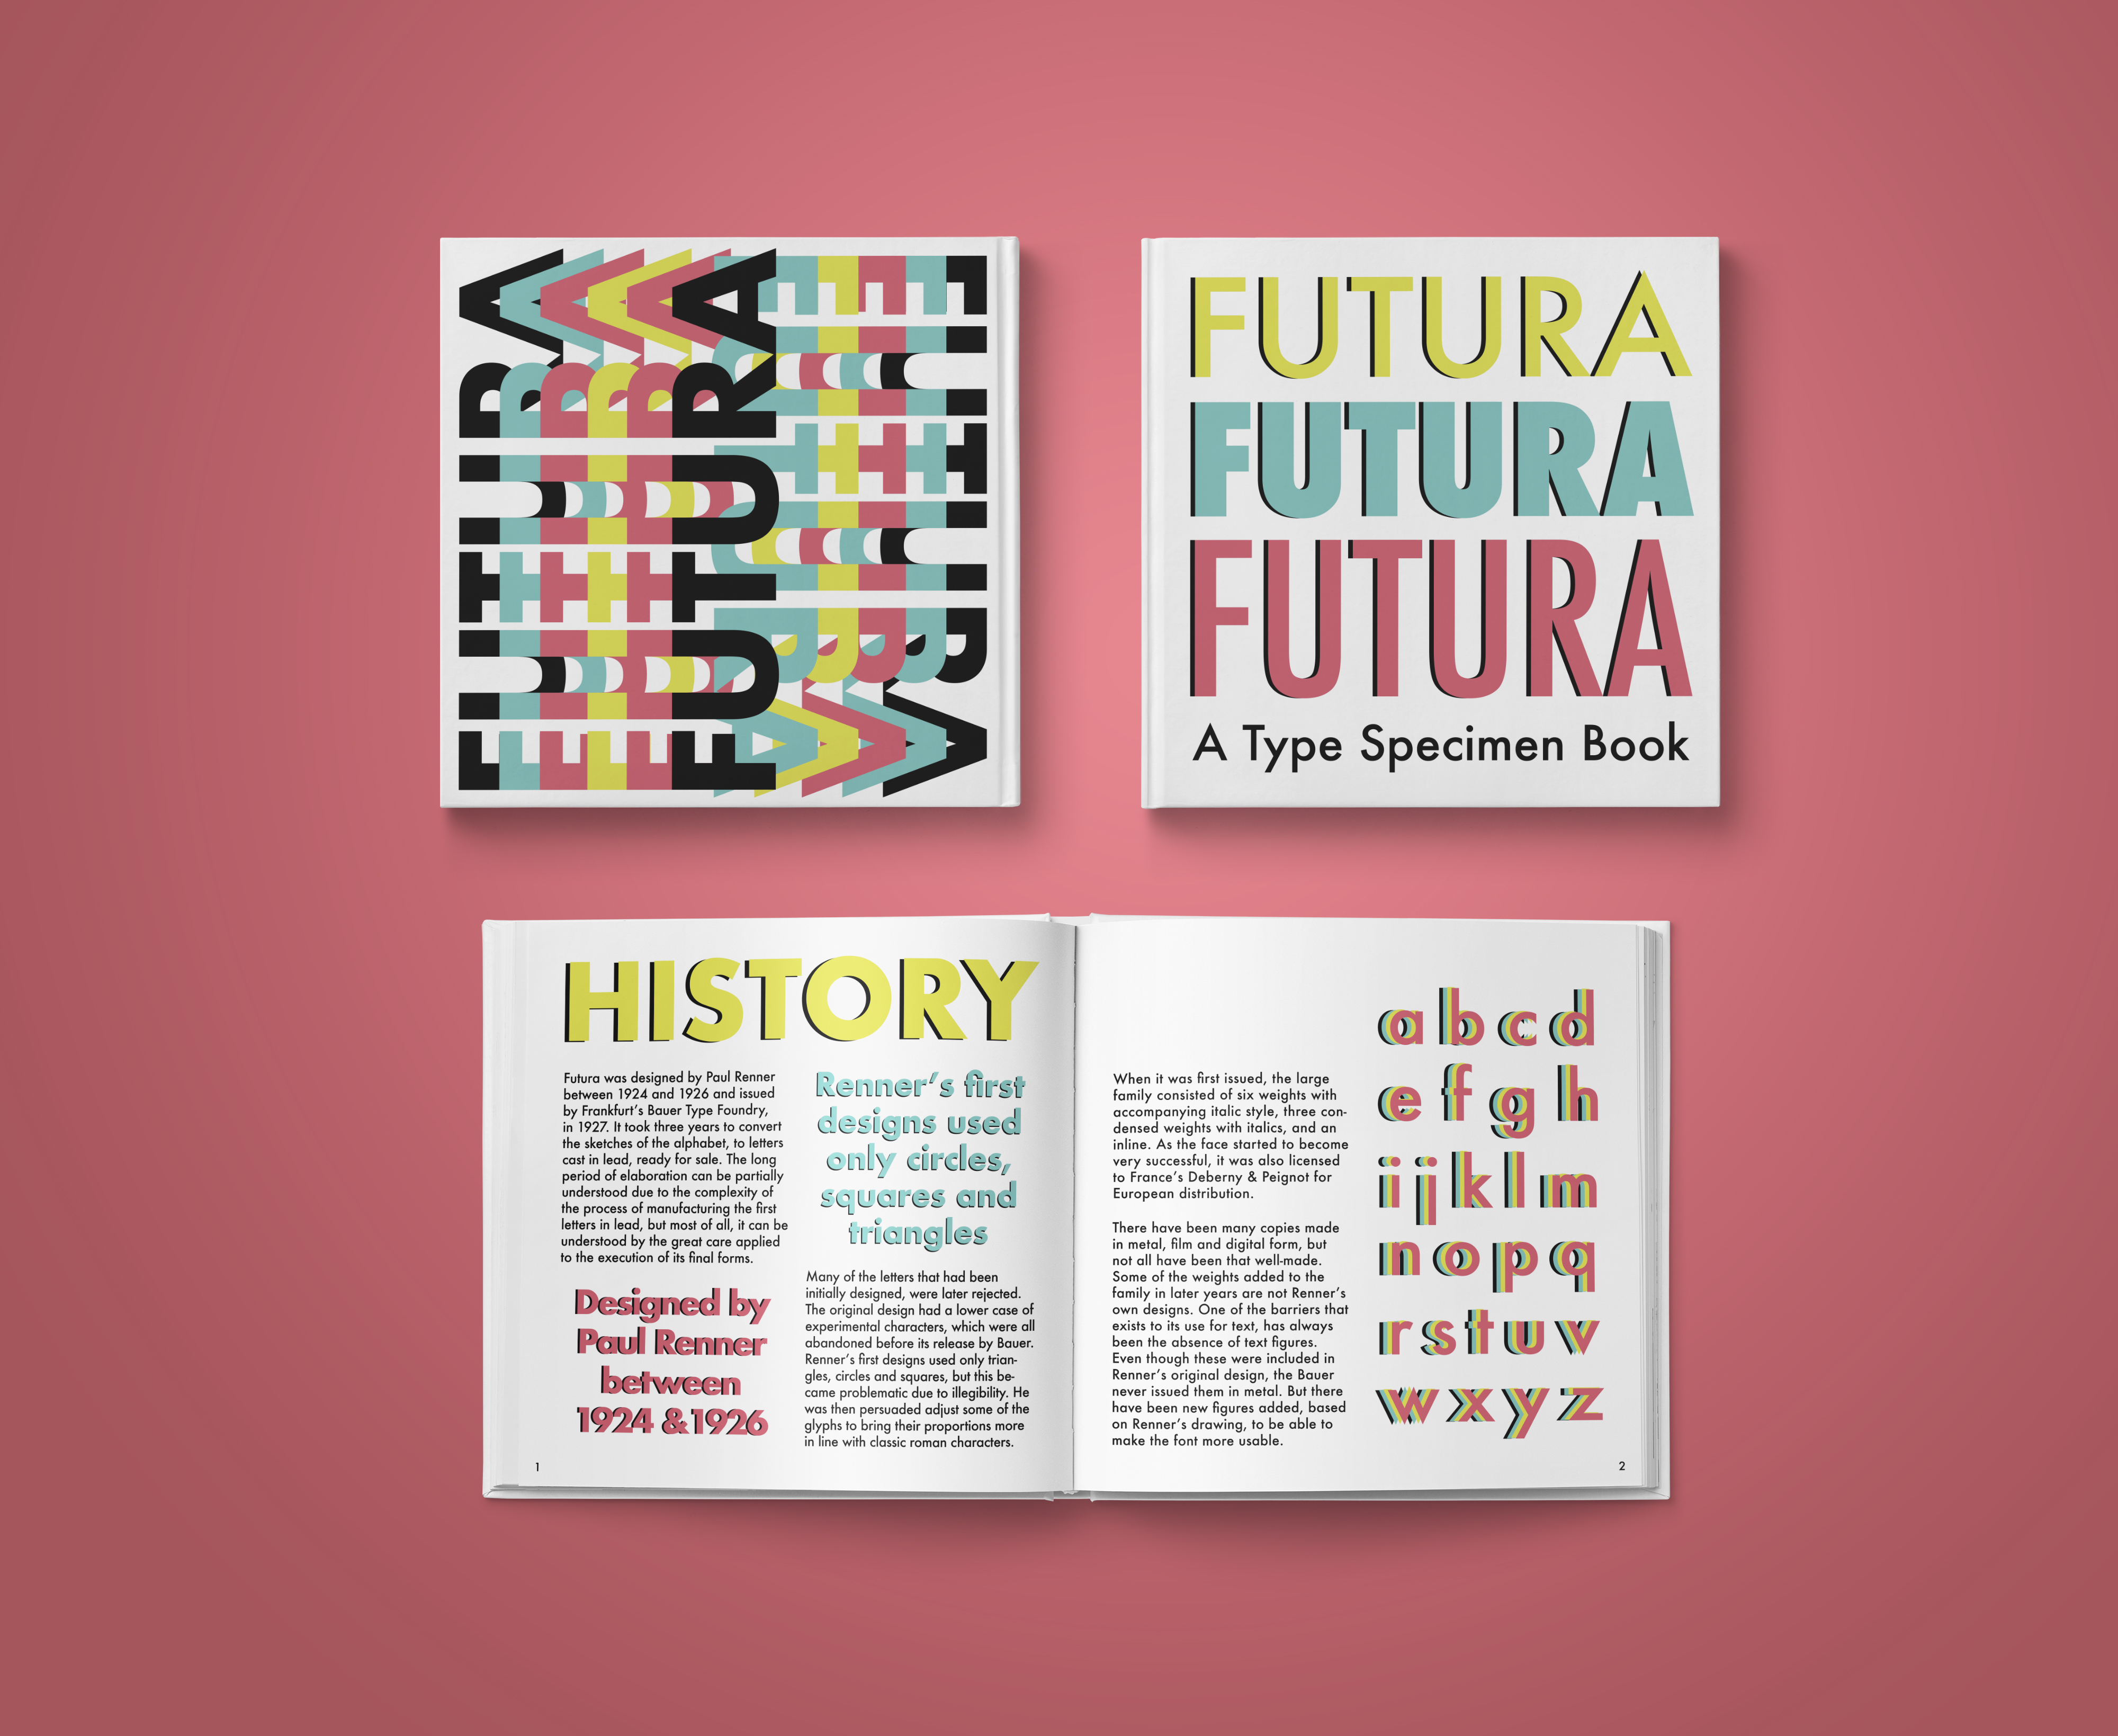 FUTURA
FUTURA
FUTURA
FUTURA
FUTURA
FUTURA
FUTURA
FUTURA
FUTURA
FUTURA
FUTURA
FUTURA
FUTURA
FUTURA
A Type Specimen Book
HISTORY
Futura was designed by Paul Renner
between 1924 and 1926 and issued
by Frankfurt's Bauer Type Foundry,
in 1927. It took three years to convert
the sketches of the alphabet, to letters
cast in lead, ready for sale. The long
period of elaboration can be partially
understood due to the complexity of
the process of manufacturing the first
letters in lead, but most of all, it can be
understood by the great care applied
to the execution of its final forms.
Designed by
Paul Renner
between
1924 &1926
Renner's first
designs used
only circles,
squares and
triangles
Many of the letters that had been
initially designed, were later rejected.
The original design had a lower case of
experimental characters, which were all
abandoned before its release by Bauer.
Renner's first designs used only trian-
gles, circles and squares, but this be-
came problematic due to illegibility. He
was then persuaded adjust some of the
glyphs to bring their proportions more
in line with classic roman characters.
1
When it was first issued, the large
family consisted of six weights with
accompanying italic style, three con-
densed weights with italics, and an
inline. As the face started to become
very successful, it was also licensed
to France's Deberny & Peignot for
European distribution.
There have been many copies made
in metal, film and digital form, but
not all have been that well-made.
Some of the weights added to the
family in later years are not Renner's
own designs. One of the barriers that
exists to its use for text, has always
been the absence of text figures.
Even though these were included in
Renner's original design, the Bauer
never issued them in metal. But there
have been new figures added, based
on Renner's drawing, to be able to
make the font more usable.
a b c d
e f g h
i j k l m
n o p q
r s t u v
w x y z
2